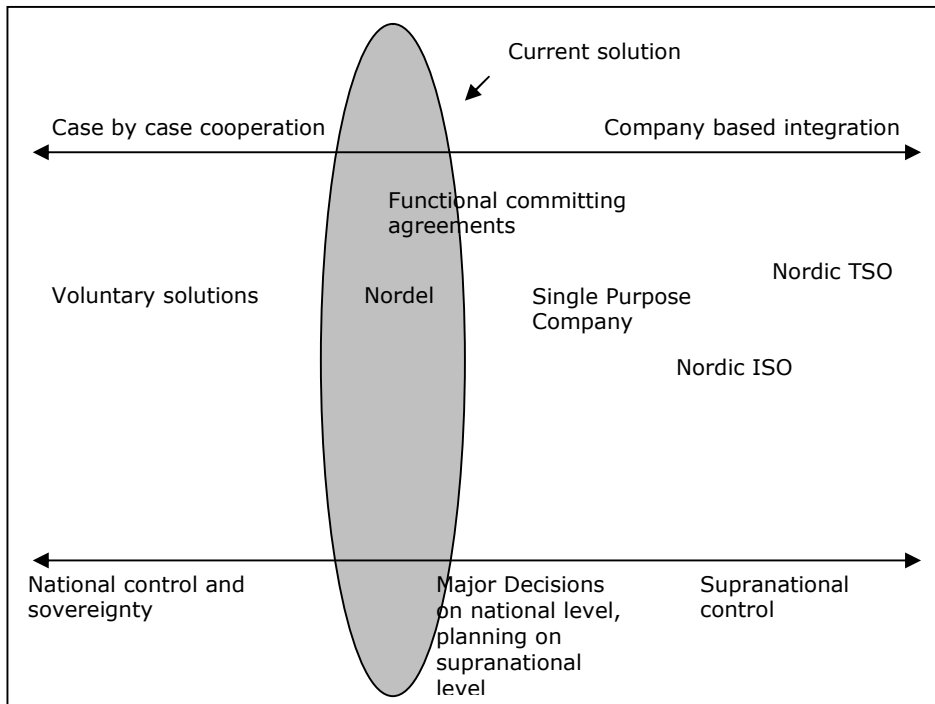 Current solution
Case by case cooperation
Company based integration
Functional committing
agreements
Nordic TSO
Voluntary solutions
Nordel
Single Purpose
Company
Nordic ISO
National control and
sovereignty
Major Decisions
on national level,
planning on
supranational
level
Supranational
control